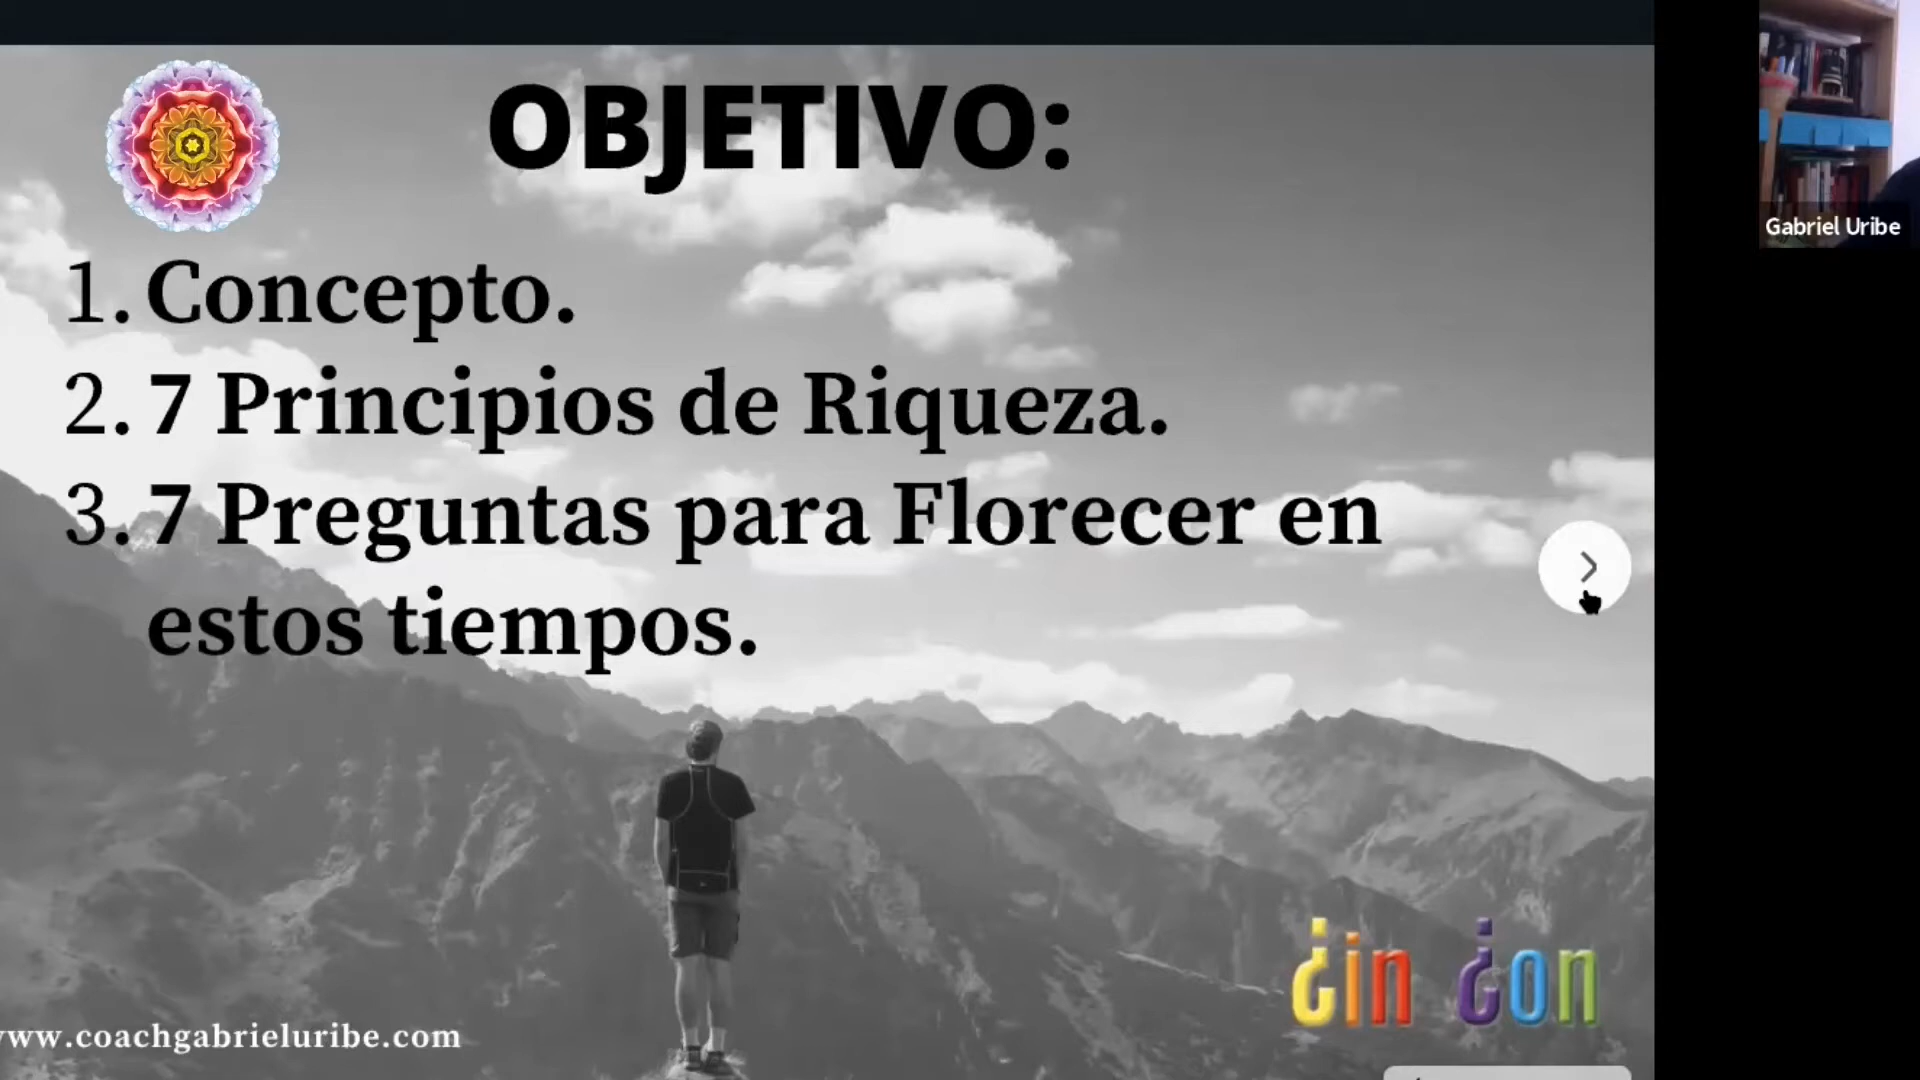 OBJETIVO:
1. Concepto.
2. 7 Principios de Riqueza.
3. 7 Preguntas para Florecer en
estos tiempos.
Gabriel Uribe
¿in ¿on
www.coachgabrieluribe.com